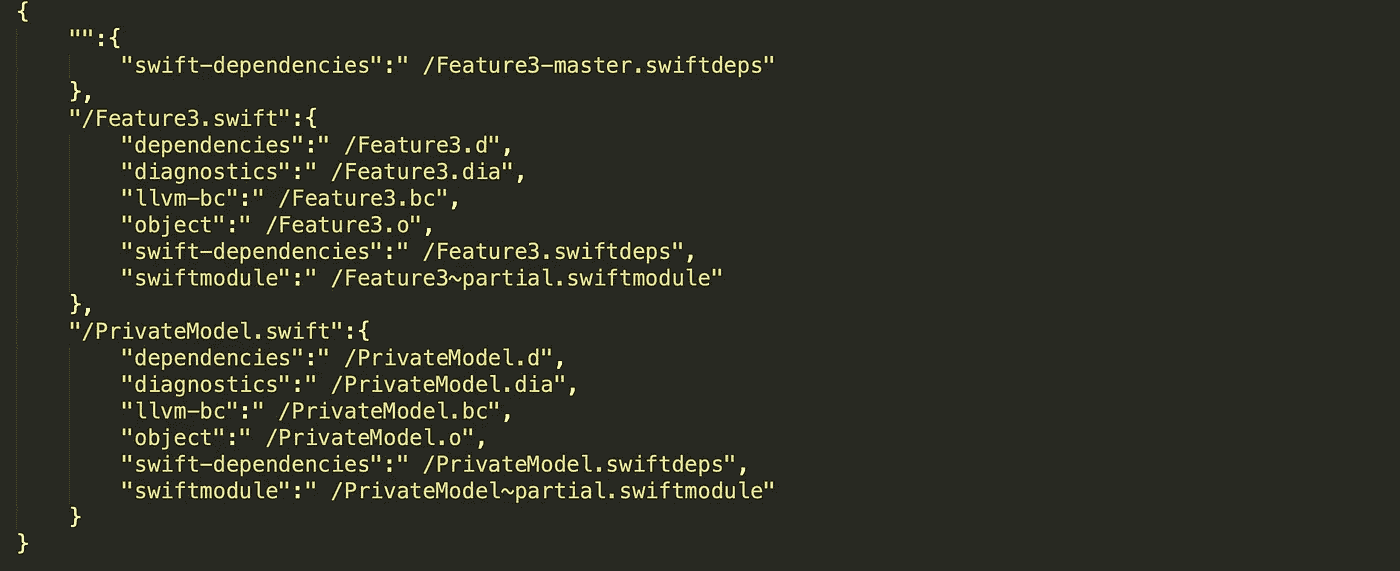 {
    "":{
        "swift-dependencies":" /Feature3-master.swiftdeps"
    },
    "/Feature3.swift":{
        "dependencies":" /Feature3.d",
        "diagnostics":" /Feature3.dia",
        "llvm-bc":" /Feature3.bc",
        "object":" /Feature3.o",
        "swift-dependencies":" /Feature3.swiftdeps",
        "swiftmodule":" /Feature3~partial.swiftmodule"
    },
    "/PrivateModel.swift":{
        "dependencies":" /PrivateModel.d",
        "diagnostics":" /PrivateModel.dia",
        "llvm-bc":" /PrivateModel.bc",
        "object":" /PrivateModel.o",
        "swift-dependencies":" /PrivateModel.swiftdeps",
        "swiftmodule":" /PrivateModel~partial.swiftmodule"
    }
}